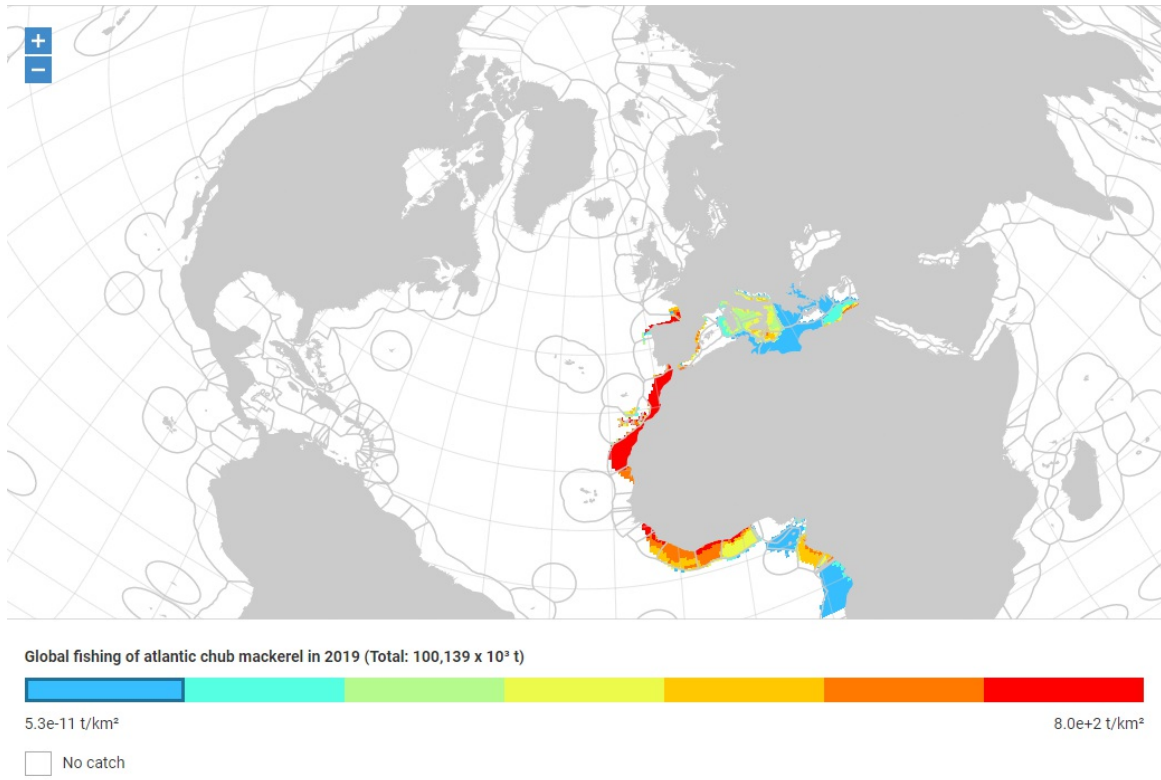 +
−
Global fishing of atlantic chub mackerel in 2019 (Total: 100,139 x 10³ t)
5.3e-11 t/km² 8.0e+2 t/km²
No catch